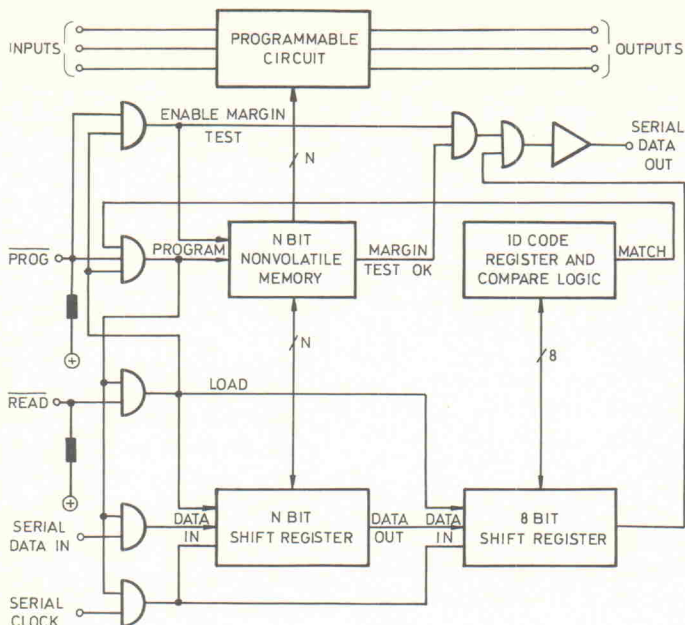 INPUTS
PROGRAMMABLE
CIRCUIT
OUTPUTS
ENABLE MARGIN
TEST
N
SERIAL
DATA
OUT
PROG
PROGRAM
N BIT
NONVOLATILE
MEMORY
MARGIN
TEST OK
ID CODE
REGISTER AND
COMPARE LOGIC
MATCH
N
8
READ
LOAD
SERIAL
DATA IN
DATA
IN
N BIT
SHIFT REGISTER
DATA
OUT
DATA
IN
8 BIT
SHIFT REGISTER
SERIAL
CLOCK